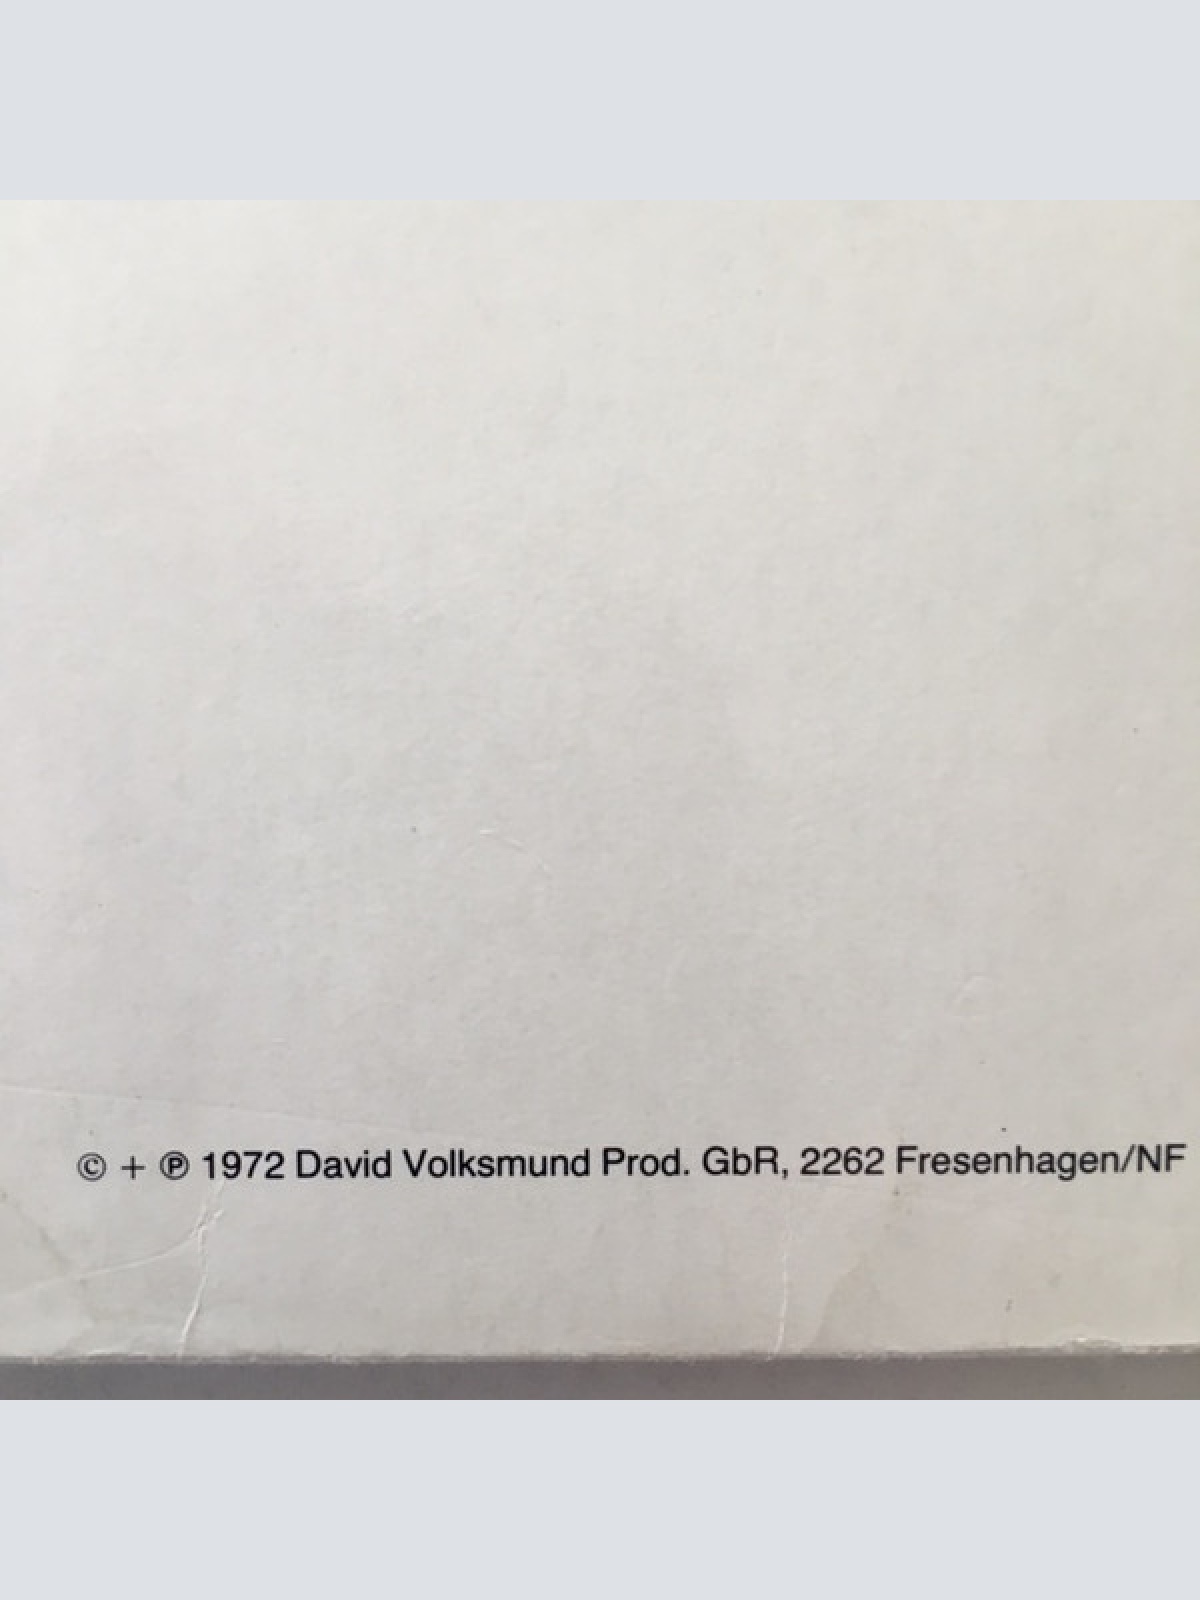 © + ℗ 1972 David Volksmund Prod. GbR, 2262 Fresenhagen/NF